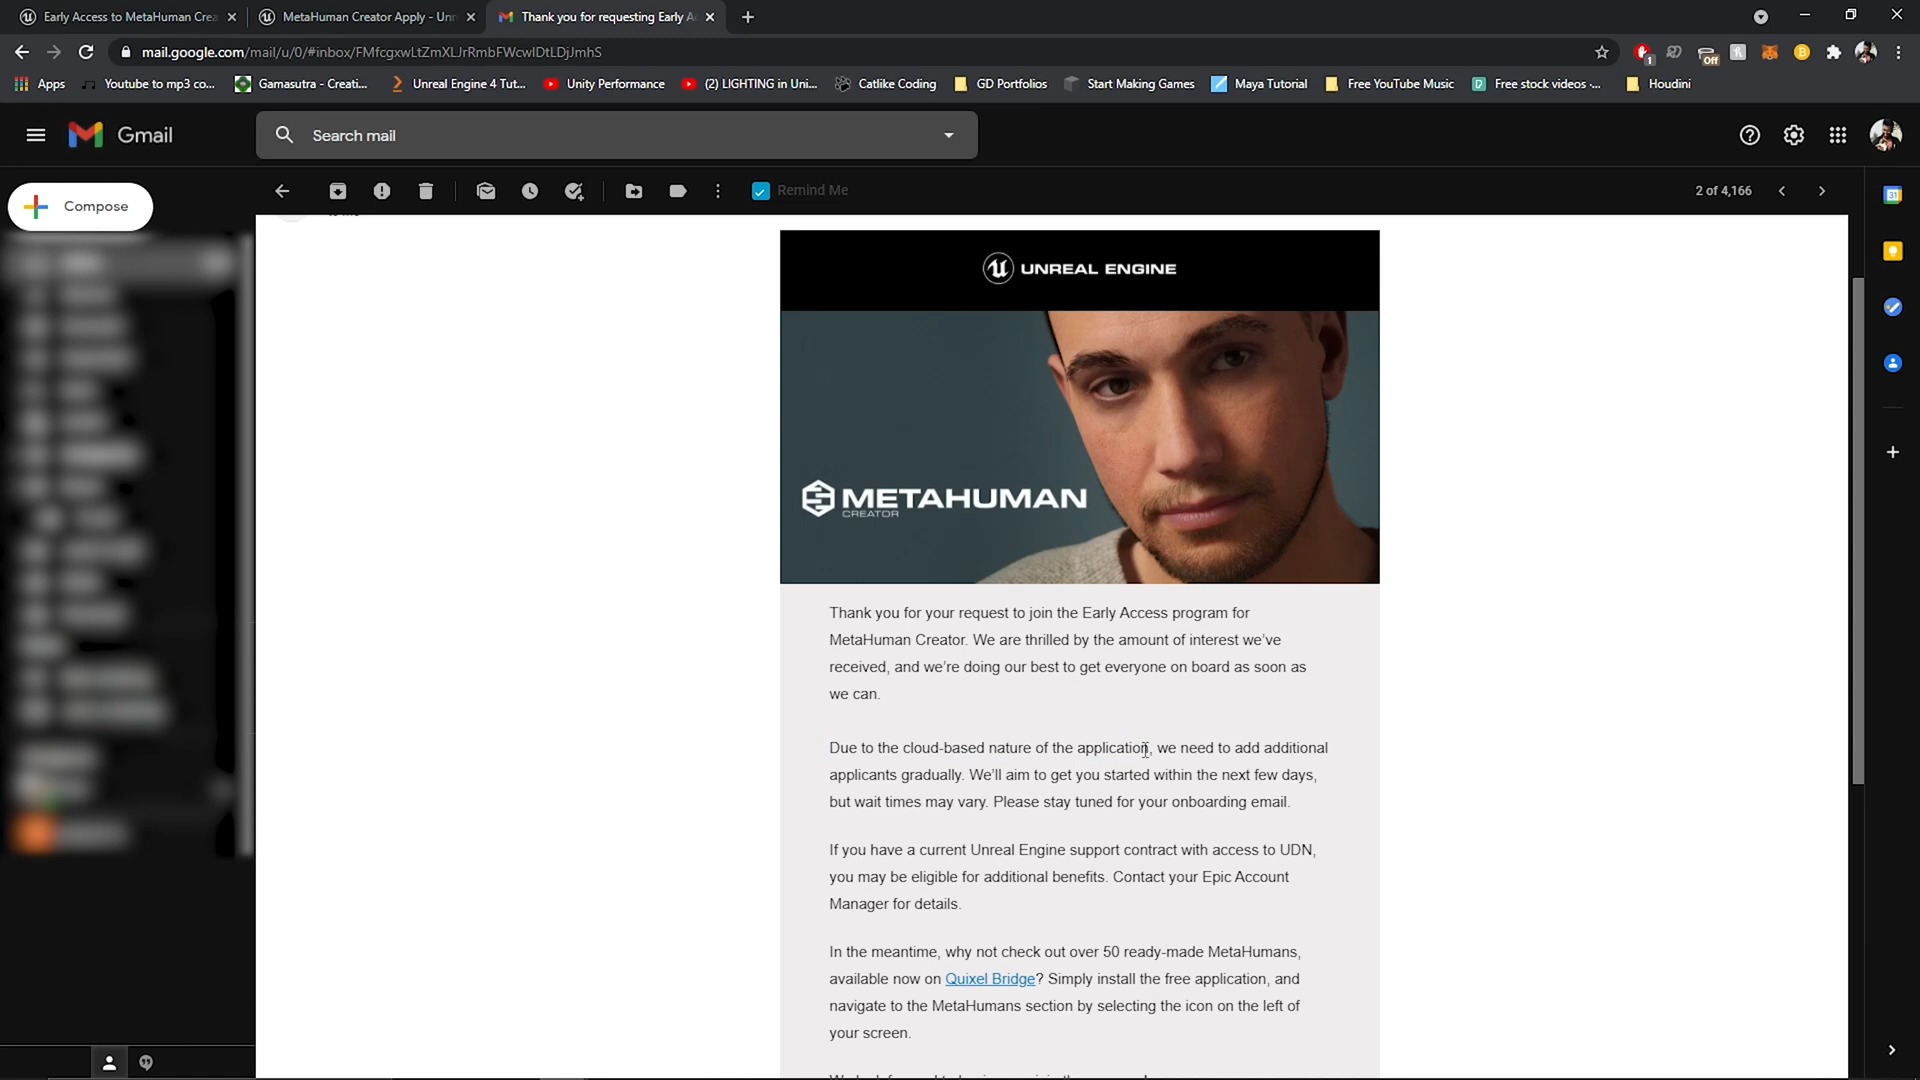 Early Access to MetaHuman Crea
MetaHuman Creator Apply - Unr
Thank you for requesting Early A
mail.google.com/mail/u/0/#inbox/FMfcgxwLtZmXLJrRmbFWcwlDtLDjJmhS
1
Off
Apps
Youtube to mp3 co...
Gamasutra - Creati...
Unreal Engine 4 Tut...
Unity Performance
(2) LIGHTING in Uni...
Catlike Coding
GD Portfolios
Start Making Games
Maya Tutorial
Free YouTube Music
Free stock videos -...
Houdini
Gmail
Search mail
Compose
Remind Me
2 of 4,166
UNREAL ENGINE
METAHUMAN
CREATOR
Thank you for your request to join the Early Access program for
MetaHuman Creator. We are thrilled by the amount of interest we've
received, and we're doing our best to get everyone on board as soon as
we can.
Due to the cloud-based nature of the application, we need to add additional
applicants gradually. We'll aim to get you started within the next few days,
but wait times may vary. Please stay tuned for your onboarding email.
If you have a current Unreal Engine support contract with access to UDN,
you may be eligible for additional benefits. Contact your Epic Account
Manager for details.
In the meantime, why not check out over 50 ready-made MetaHumans,
available now on Quixel Bridge? Simply install the free application, and
navigate to the MetaHumans section by selecting the icon on the left of
your screen.